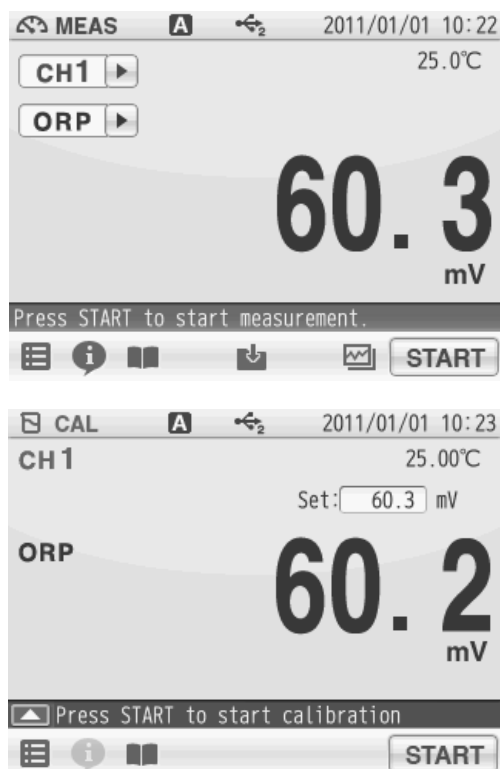 MEAS A 2 2011/01/01 10:22
CH1 25.0℃
ORP
60.3
mV
Press START to start measurement.
i START
CAL A 2 2011/01/01 10:23
CH1 25.00℃
Set: 60.3 mV
ORP
60.2
mV
Press START to start calibration
i START